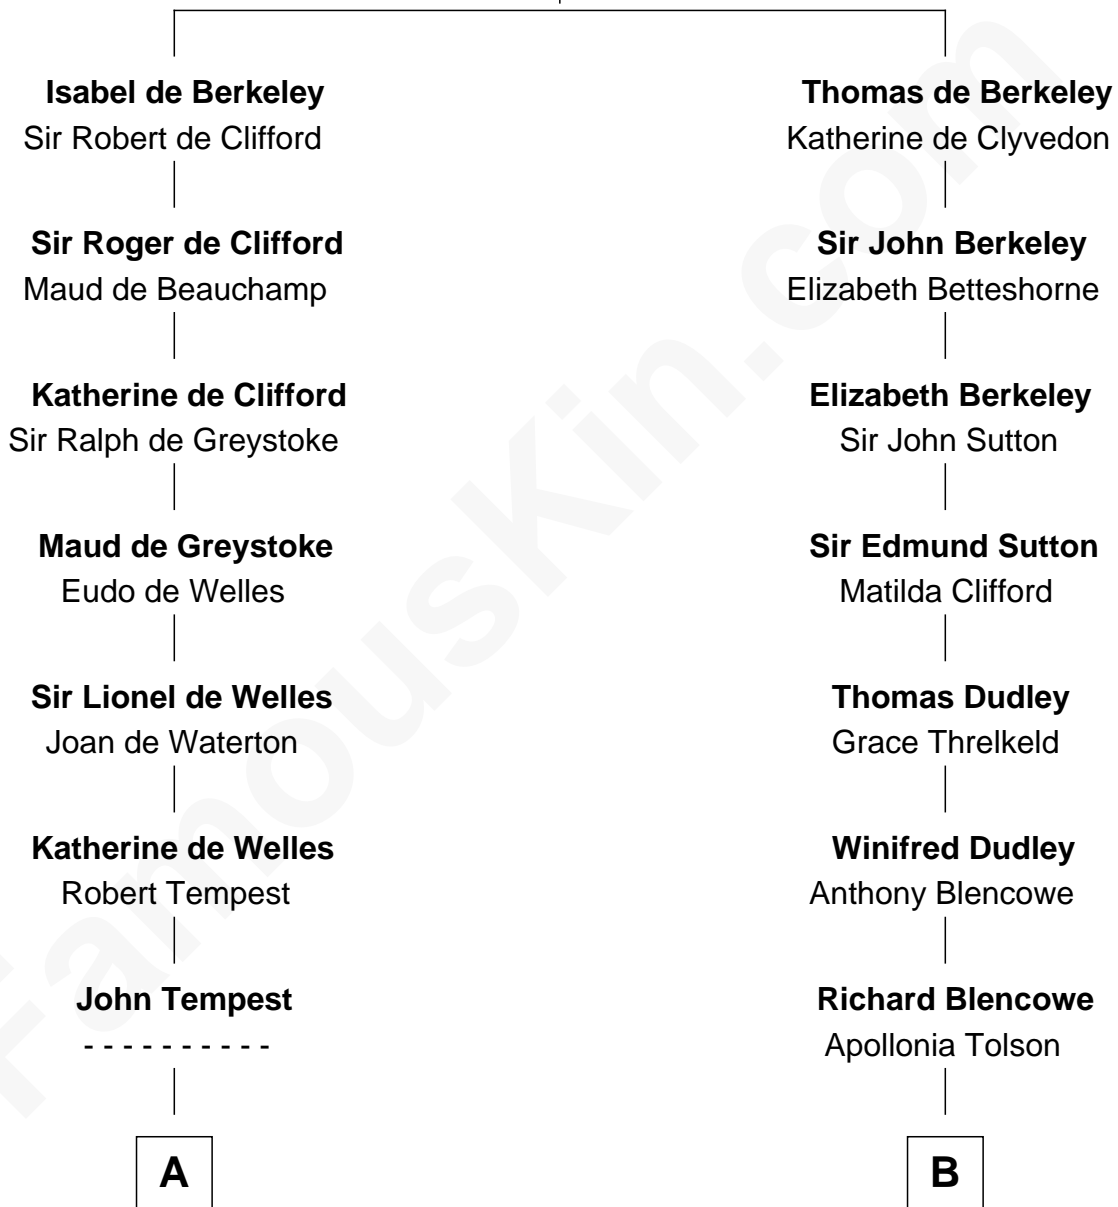 Isabel de Berkeley
Sir Robert de Clifford
Sir Roger de Clifford
Maud de Beauchamp
Katherine de Clifford
Sir Ralph de Greystoke
Maud de Greystoke
Eudo de Welles
Sir Lionel de Welles
Joan de Waterton
Katherine de Welles
Robert Tempest
John Tempest
- - - - - - - - - -
A
Thomas de Berkeley
Katherine de Clyvedon
Sir John Berkeley
Elizabeth Betteshorne
Elizabeth Berkeley
Sir John Sutton
Sir Edmund Sutton
Matilda Clifford
Thomas Dudley
Grace Threlkeld
Winifred Dudley
Anthony Blencowe
Richard Blencowe
Apollonia Tolson
B
FamousKin.com